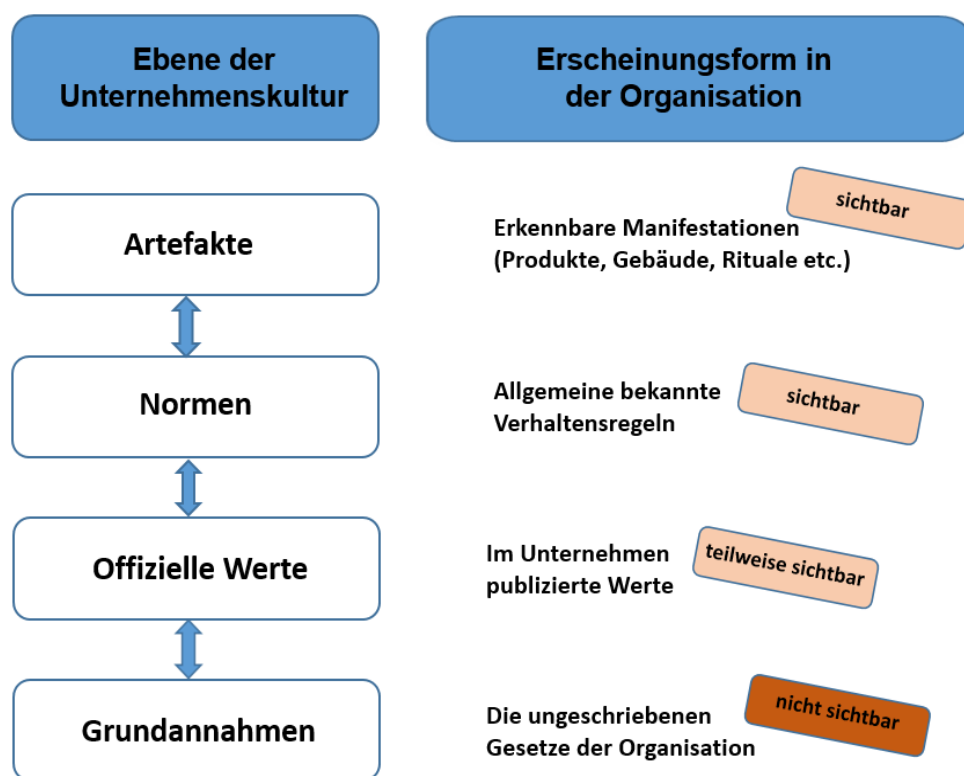 Ebene der
Unternehmenskultur
Erscheinungsform in
der Organisation
Artefakte
Erkennbare Manifestationen
(Produkte, Gebäude, Rituale etc.)
sichtbar
Normen
Allgemeine bekannte
Verhaltensregeln
sichtbar
Offizielle Werte
Im Unternehmen
publizierte Werte
teilweise sichtbar
Grundannahmen
Die ungeschriebenen
Gesetze der Organisation
nicht sichtbar